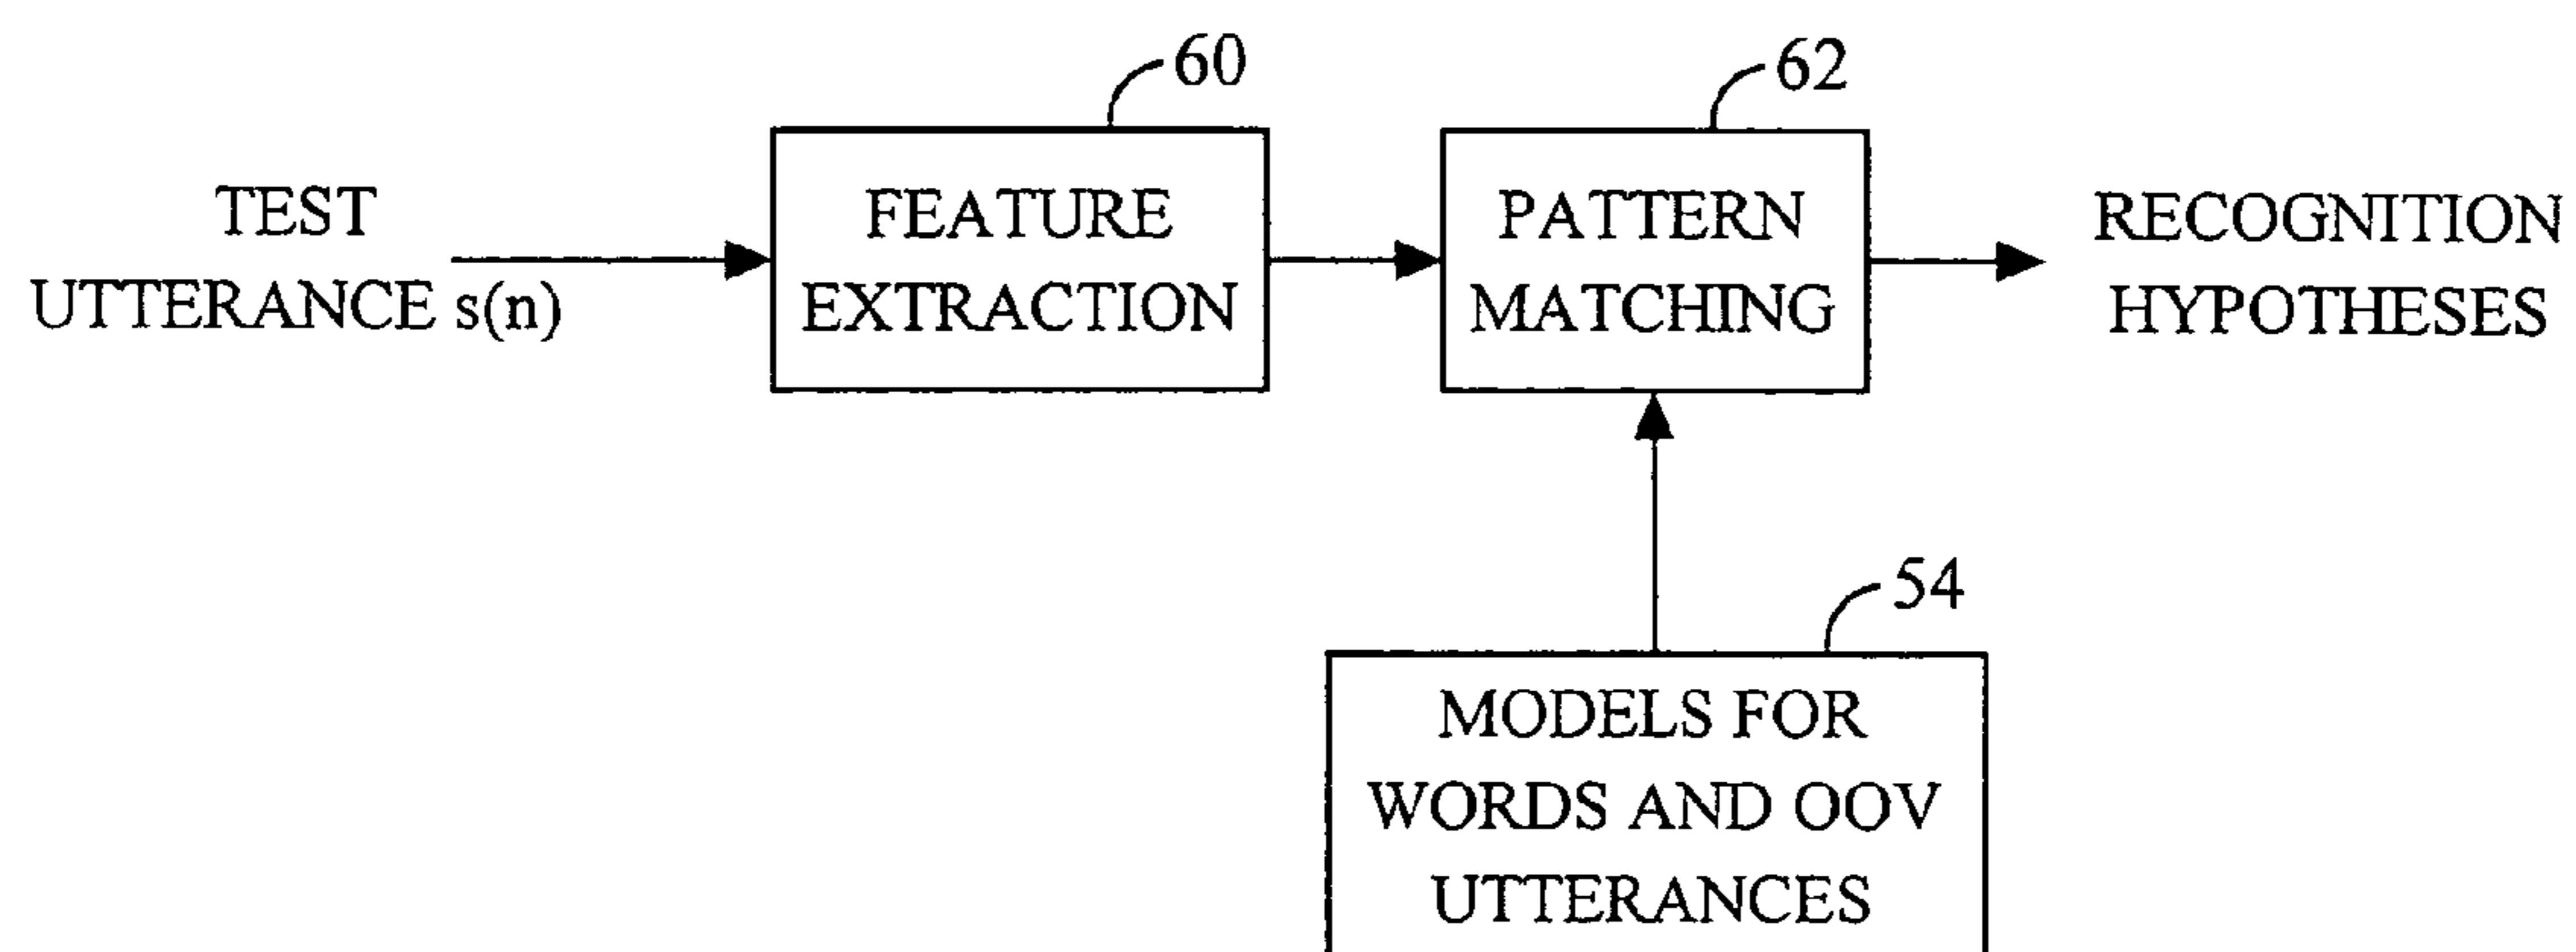 60
62
TEST
UTTERANCE s(n)
FEATURE
EXTRACTION
PATTERN
MATCHING
RECOGNITION
HYPOTHESES
54
MODELS FOR
WORDS AND OOV
UTTERANCES